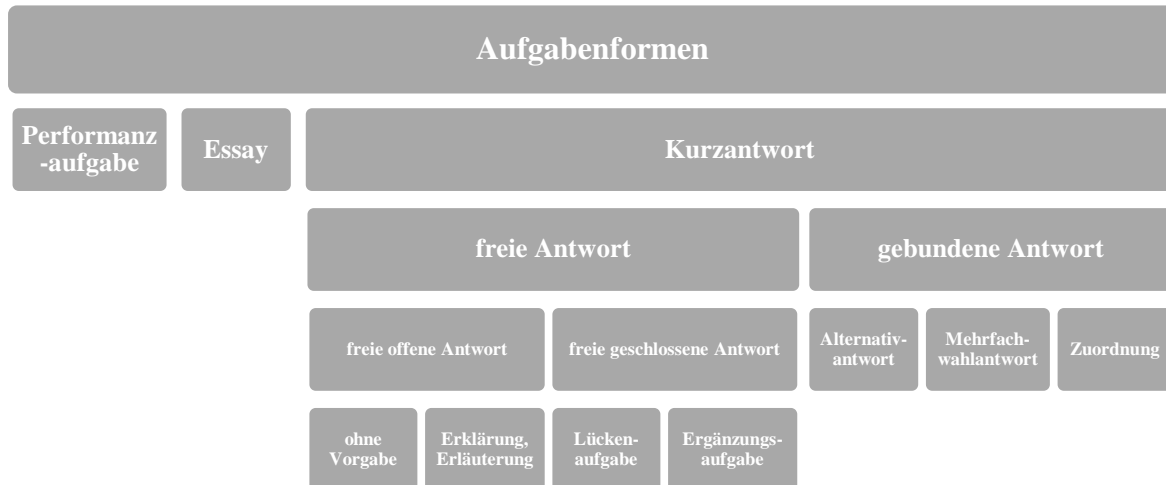 Aufgabenformen
Performanz
-aufgabe
Essay
Kurzantwort
freie Antwort
gebundene Antwort
freie offene Antwort
freie geschlossene Antwort
Alternativ-
antwort
Mehrfach-
wahlantwort
Zuordnung
ohne
Vorgabe
Erklärung,
Erläuterung
Lücken-
aufgabe
Ergänzungs-
aufgabe